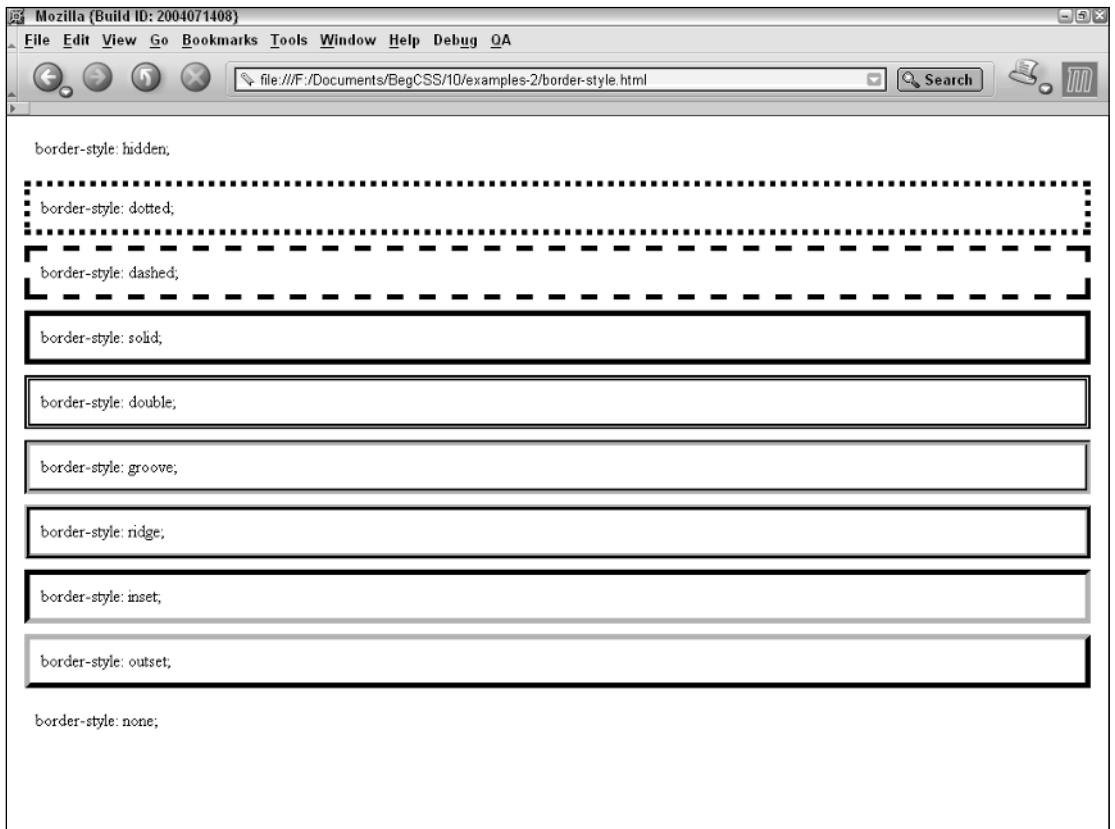 Mozilla {Build ID: 2004071408}
File Edit View Go Bookmarks Tools Window Help Debug QA
file:///F:/Documents/BegCSS/10/examples-2/border-style.html Search
border-style: hidden;
border-style: dotted;
border-style: dashed;
border-style: solid;
border-style: double;
border-style: groove;
border-style: ridge;
border-style: inset;
border-style: outset;
border-style: none;